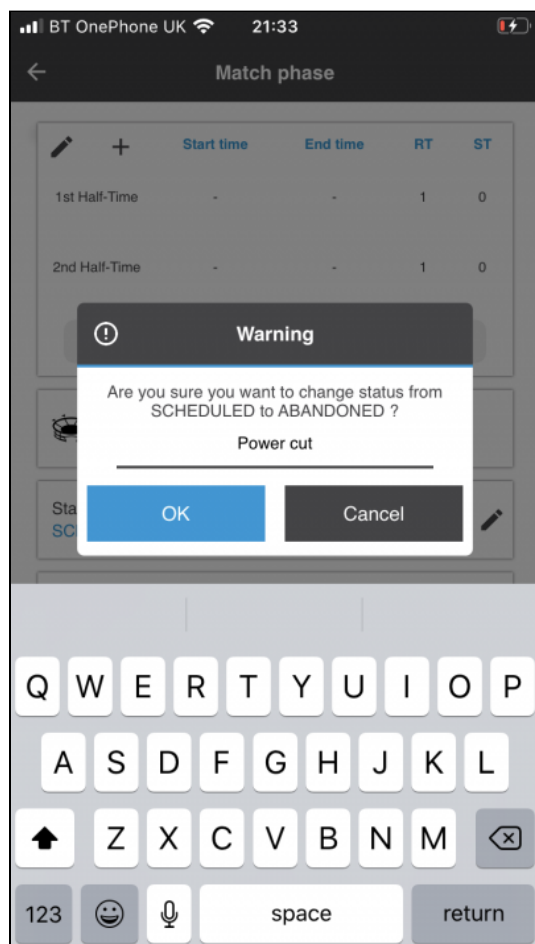 BT OnePhone UK 21:33
Match phase
Start time End time RT ST
1st Half-Time - - 1 0
2nd Half-Time - - 1 0
Warning
Are you sure you want to change status from
SCHEDULED to ABANDONED ?
Power cut
OK Cancel
Sta
SC
Q W E R T Y U I O P
A S D F G H J K L
Z X C V B N M
123 space return